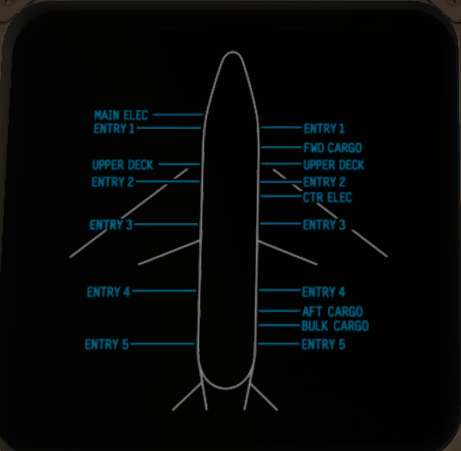 MAIN ELEC
ENTRY 1
UPPER DECK
ENTRY 2
ENTRY 3
ENTRY 4
ENTRY 5
ENTRY 1
FWD CARGO
UPPER DECK
ENTRY 2
CTR ELEC
ENTRY 3
ENTRY 4
AFT CARGO
BULK CARGO
ENTRY 5